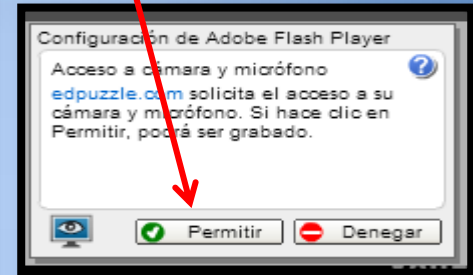 Configuración de Adobe Flash Player
Acceso a cámara y micrófono
edpuzzle.com solicita el acceso a su
cámara y micrófono. Si hace clic en
Permitir, podrá ser grabado.
Permitir
Denegar